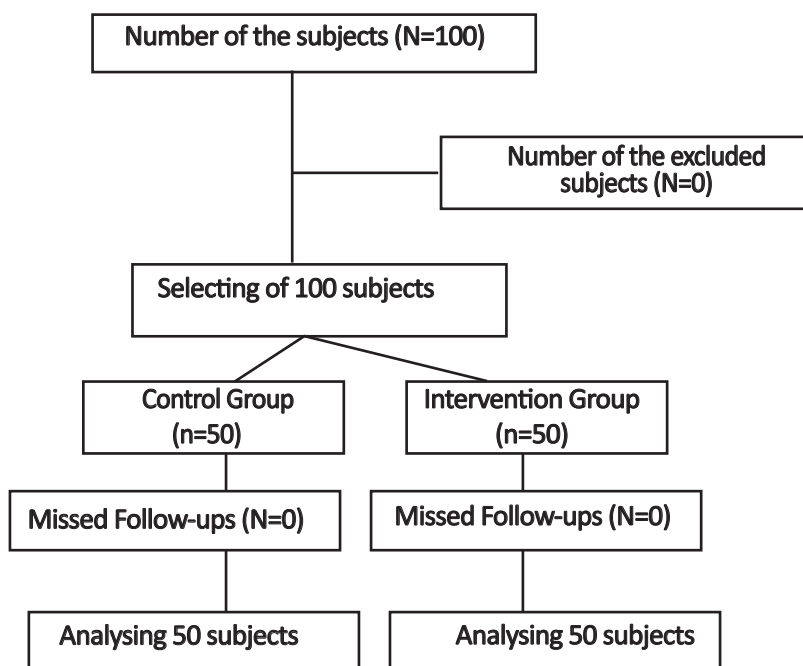 Number of the subjects (N=100)
Number of the excluded
subjects (N=0)
Selecting of 100 subjects
Control Group
(n=50)
Intervention Group
(n=50)
Missed Follow-ups (N=0)
Missed Follow-ups (N=0)
Analysing 50 subjects
Analysing 50 subjects